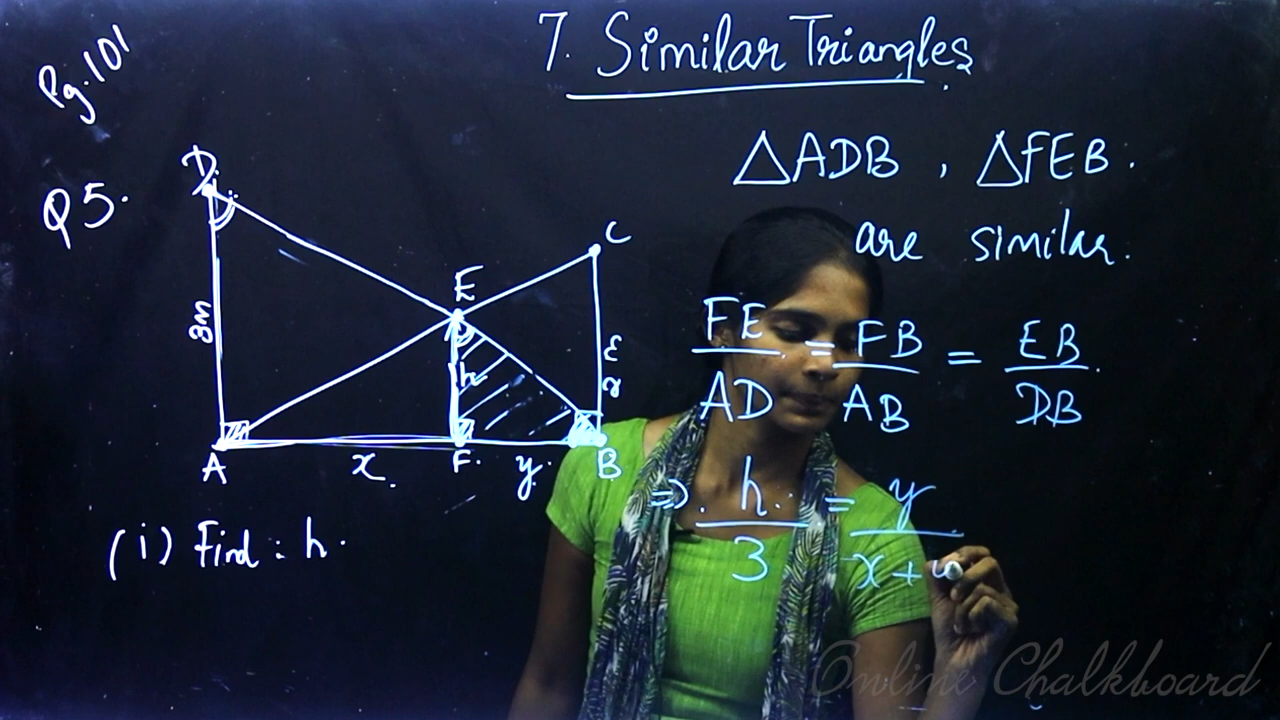 7. Similar Triangles
Pg.101
Q5.
△ADB , △FEB.
are similar.
D
E
C
3m
h
A
x
F
y
B
FE/AD = FB/AB = EB/DB
⇒ h/3 = y/x+
(i) Find : h.
Online Chalkboard